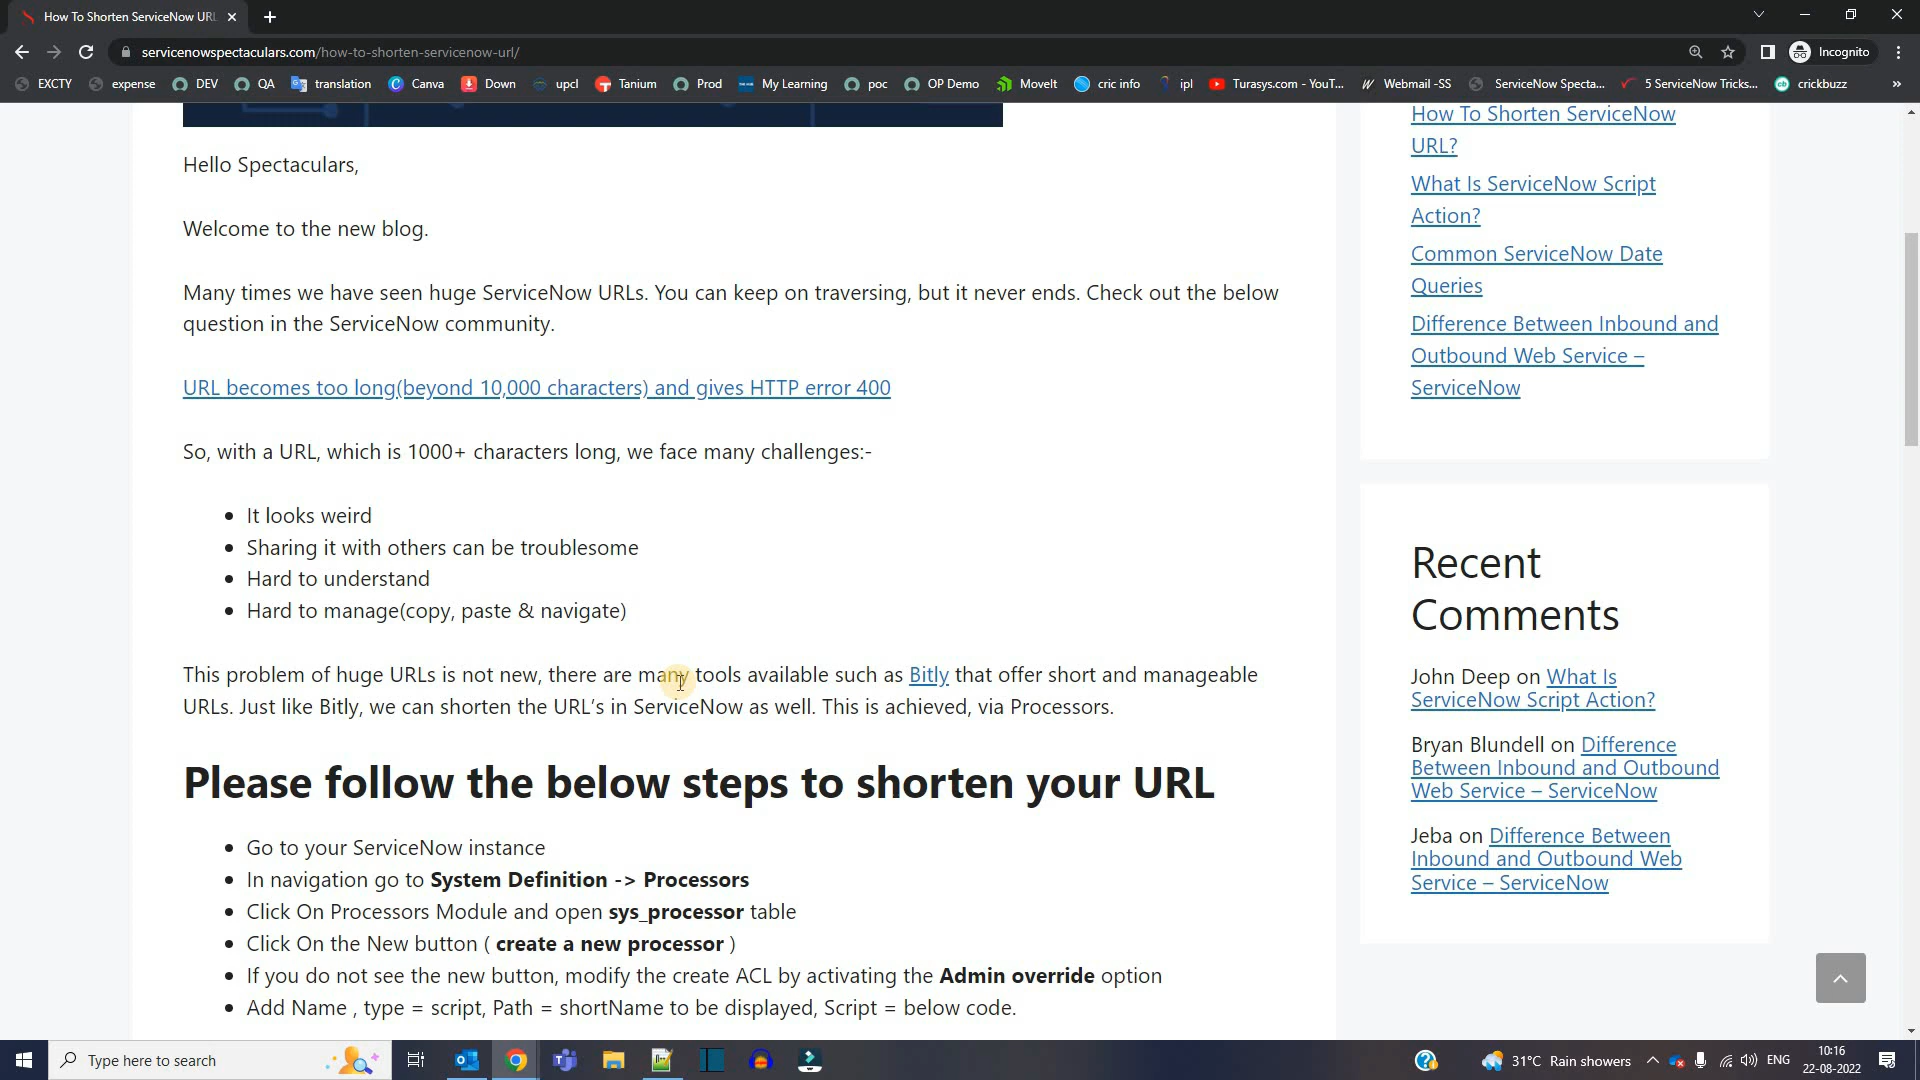 How To Shorten ServiceNow URL
servicenowspectaculars.com/how-to-shorten-servicenow-url/
Incognito
EXCTY expense DEV QA translation Canva Down upcl Tanium Prod My Learning poc OP Demo MoveIt cric info ipl Turasys.com - YouT... Webmail -SS ServiceNow Specta... 5 ServiceNow Tricks... crickbuzz »
Hello Spectaculars,
Welcome to the new blog.
Many times we have seen huge ServiceNow URLs. You can keep on traversing, but it never ends. Check out the below
question in the ServiceNow community.
URL becomes too long(beyond 10,000 characters) and gives HTTP error 400
So, with a URL, which is 1000+ characters long, we face many challenges:-
• It looks weird
• Sharing it with others can be troublesome
• Hard to understand
• Hard to manage(copy, paste & navigate)
This problem of huge URLs is not new, there are many tools available such as Bitly that offer short and manageable
URLs. Just like Bitly, we can shorten the URL's in ServiceNow as well. This is achieved, via Processors.
Please follow the below steps to shorten your URL
• Go to your ServiceNow instance
• In navigation go to System Definition -> Processors
• Click On Processors Module and open sys_processor table
• Click On the New button ( create a new processor )
• If you do not see the new button, modify the create ACL by activating the Admin override option
• Add Name , type = script, Path = shortName to be displayed, Script = below code.
How To Shorten ServiceNow
URL?
What Is ServiceNow Script
Action?
Common ServiceNow Date
Queries
Difference Between Inbound and
Outbound Web Service –
ServiceNow
Recent
Comments
John Deep on What Is
ServiceNow Script Action?
Bryan Blundell on Difference
Between Inbound and Outbound
Web Service – ServiceNow
Jeba on Difference Between
Inbound and Outbound Web
Service – ServiceNow
Type here to search
31°C Rain showers
ENG
10:16
22-08-2022